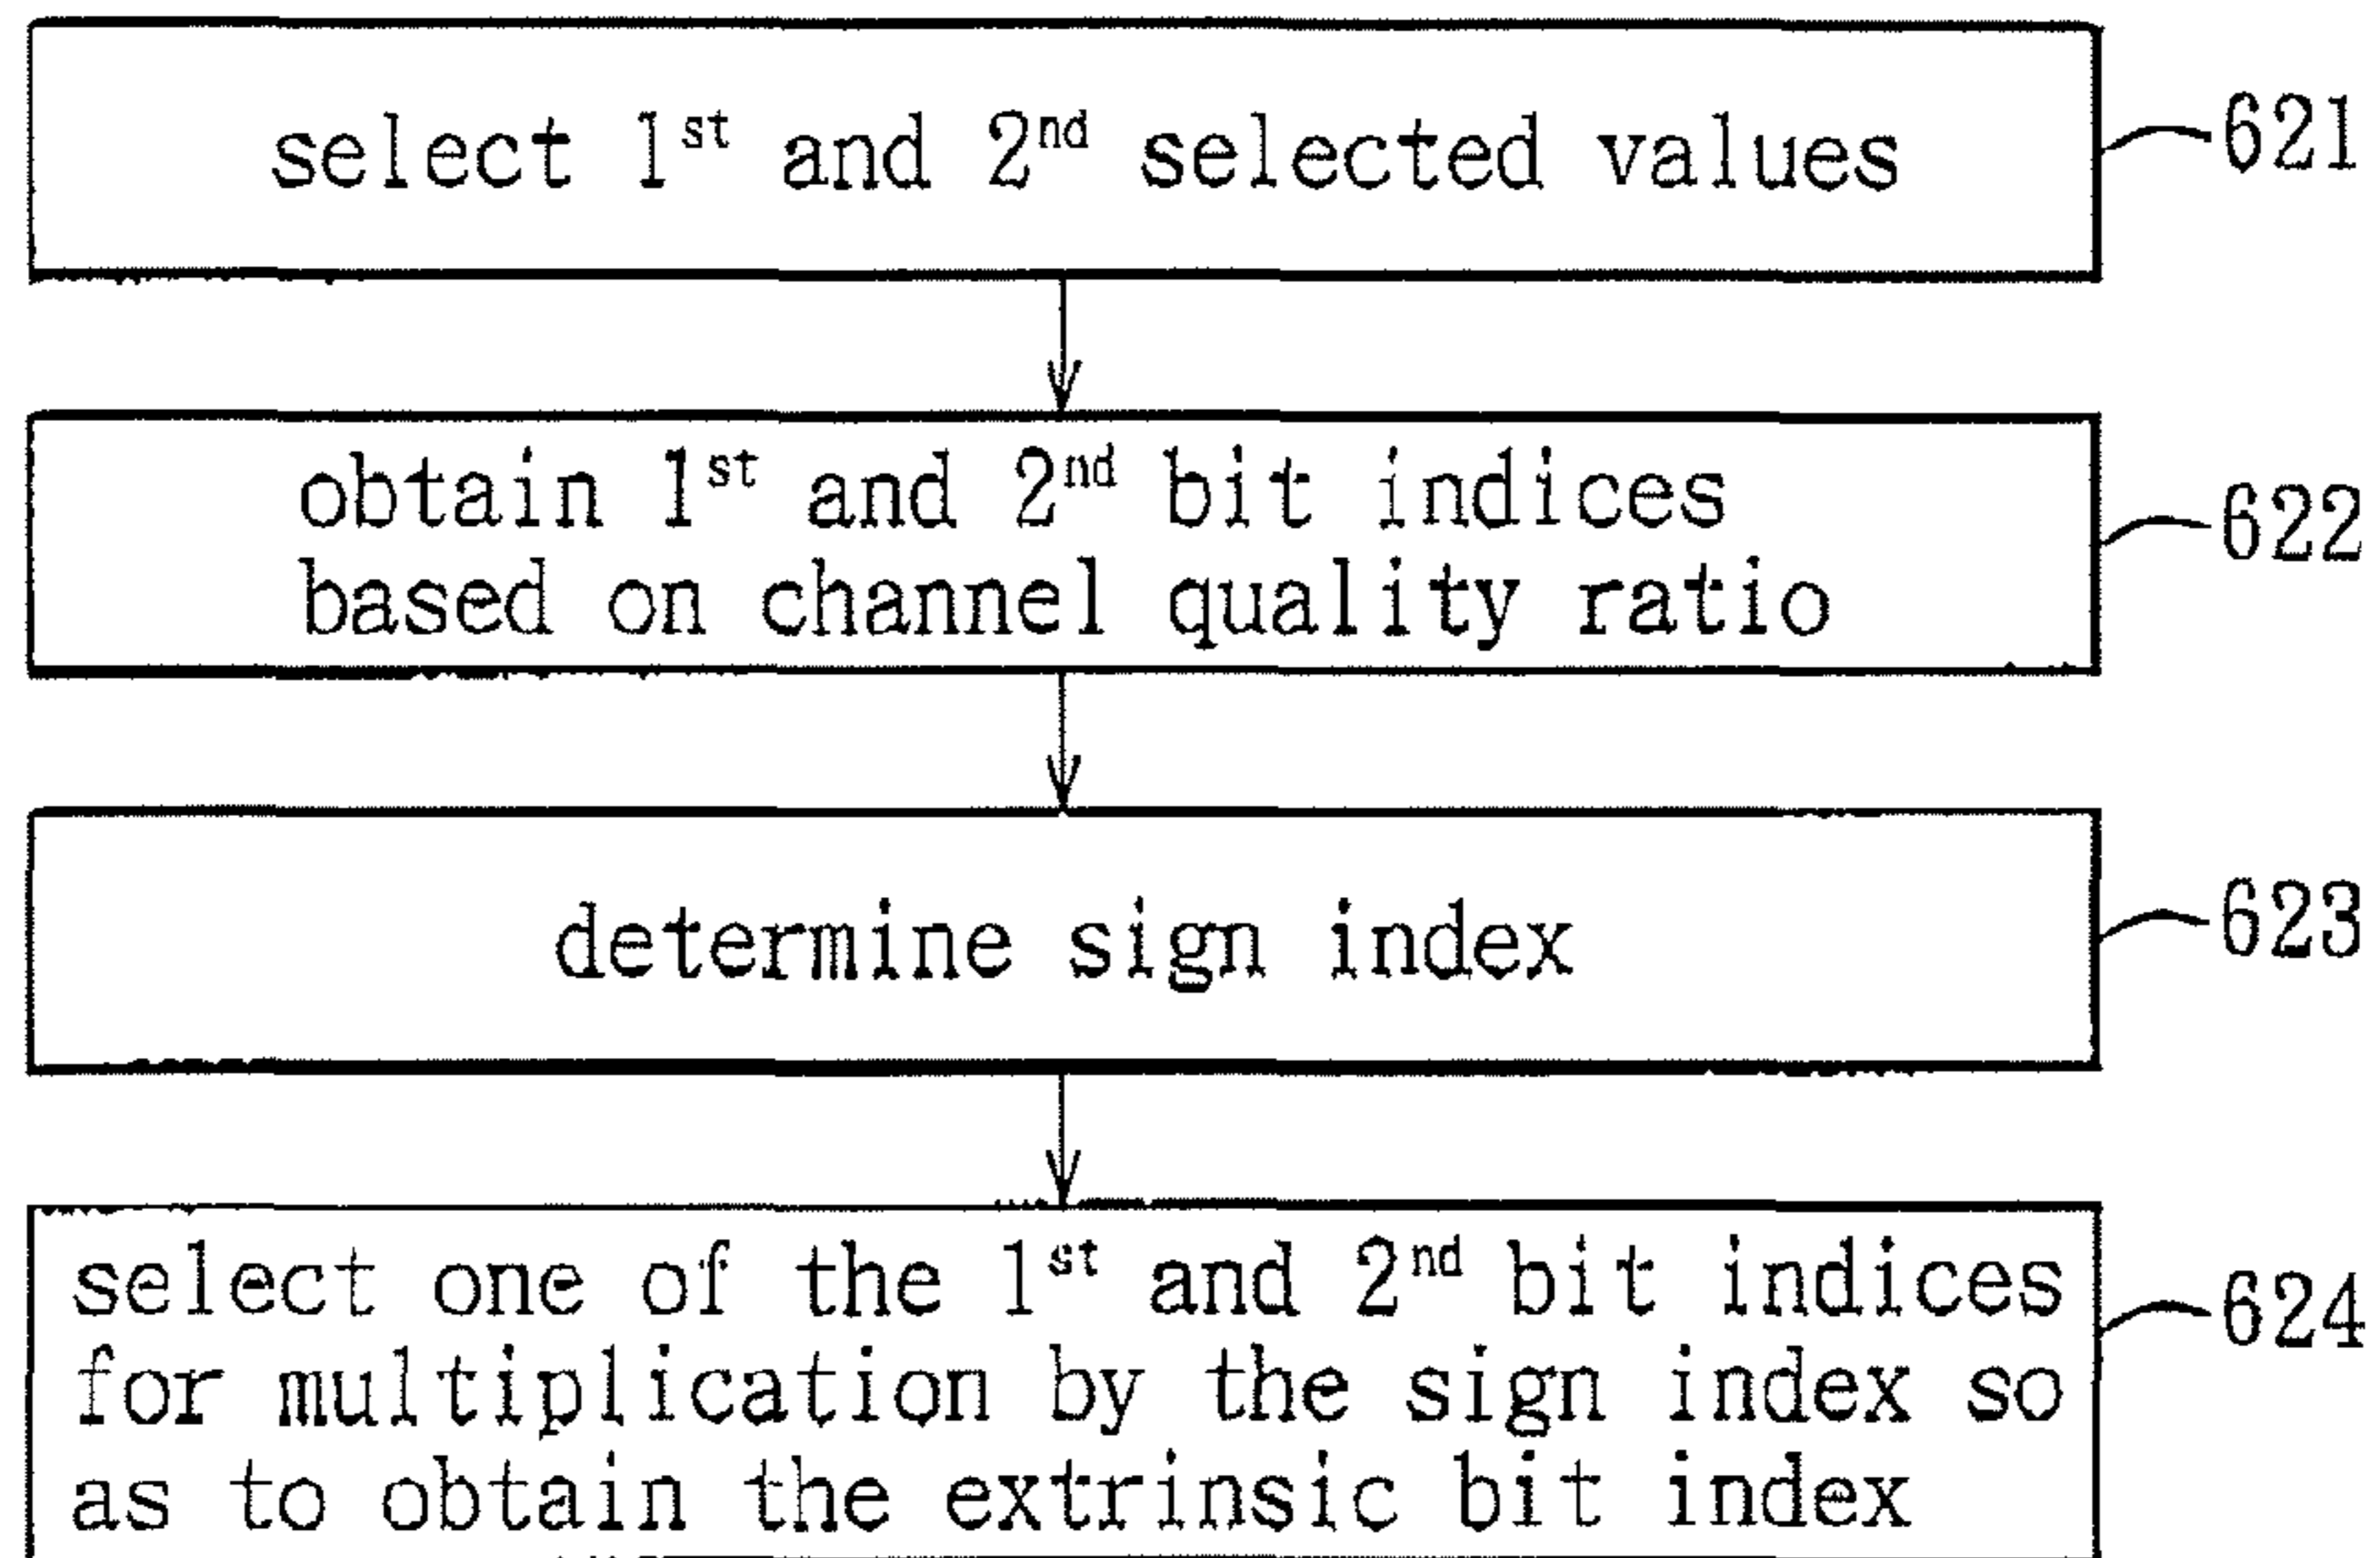 select 1st and 2nd selected values
621
obtain 1st and 2nd bit indices
based on channel quality ratio
622
determine sign index
623
select one of the 1st and 2nd bit indices
for multiplication by the sign index so
as to obtain the extrinsic bit index
624